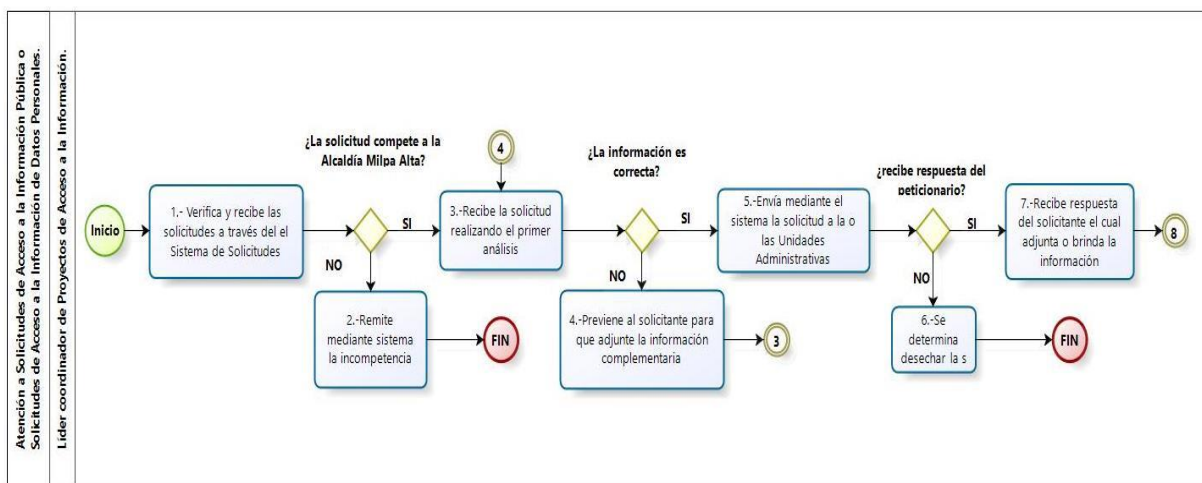 Atención a Solicitudes de Acceso a la Información Pública o
Solicitudes de Acceso a la Información de Datos Personales.
Líder coordinador de Proyectos de Acceso a la Información.
Inicio
1.- Verifica y recibe las
solicitudes a través del el
Sistema de Solicitudes
¿La solicitud compete a la
Alcaldía Milpa Alta?
SI
NO
2.-Remite
mediante sistema
la incompetencia
FIN
4
3.-Recibe la solicitud
realizando el primer
análisis
¿La información es
correcta?
SI
NO
4.-Previene al solicitante para
que adjunte la información
complementaria
3
5.-Envía mediante el
sistema la solicitud a la o
las Unidades
Administrativas
¿recibe respuesta del
peticionario?
SI
NO
6.-Se
determina
desechar la s
FIN
7.-Recibe respuesta
del solicitante el cual
adjunta o brinda la
información
8